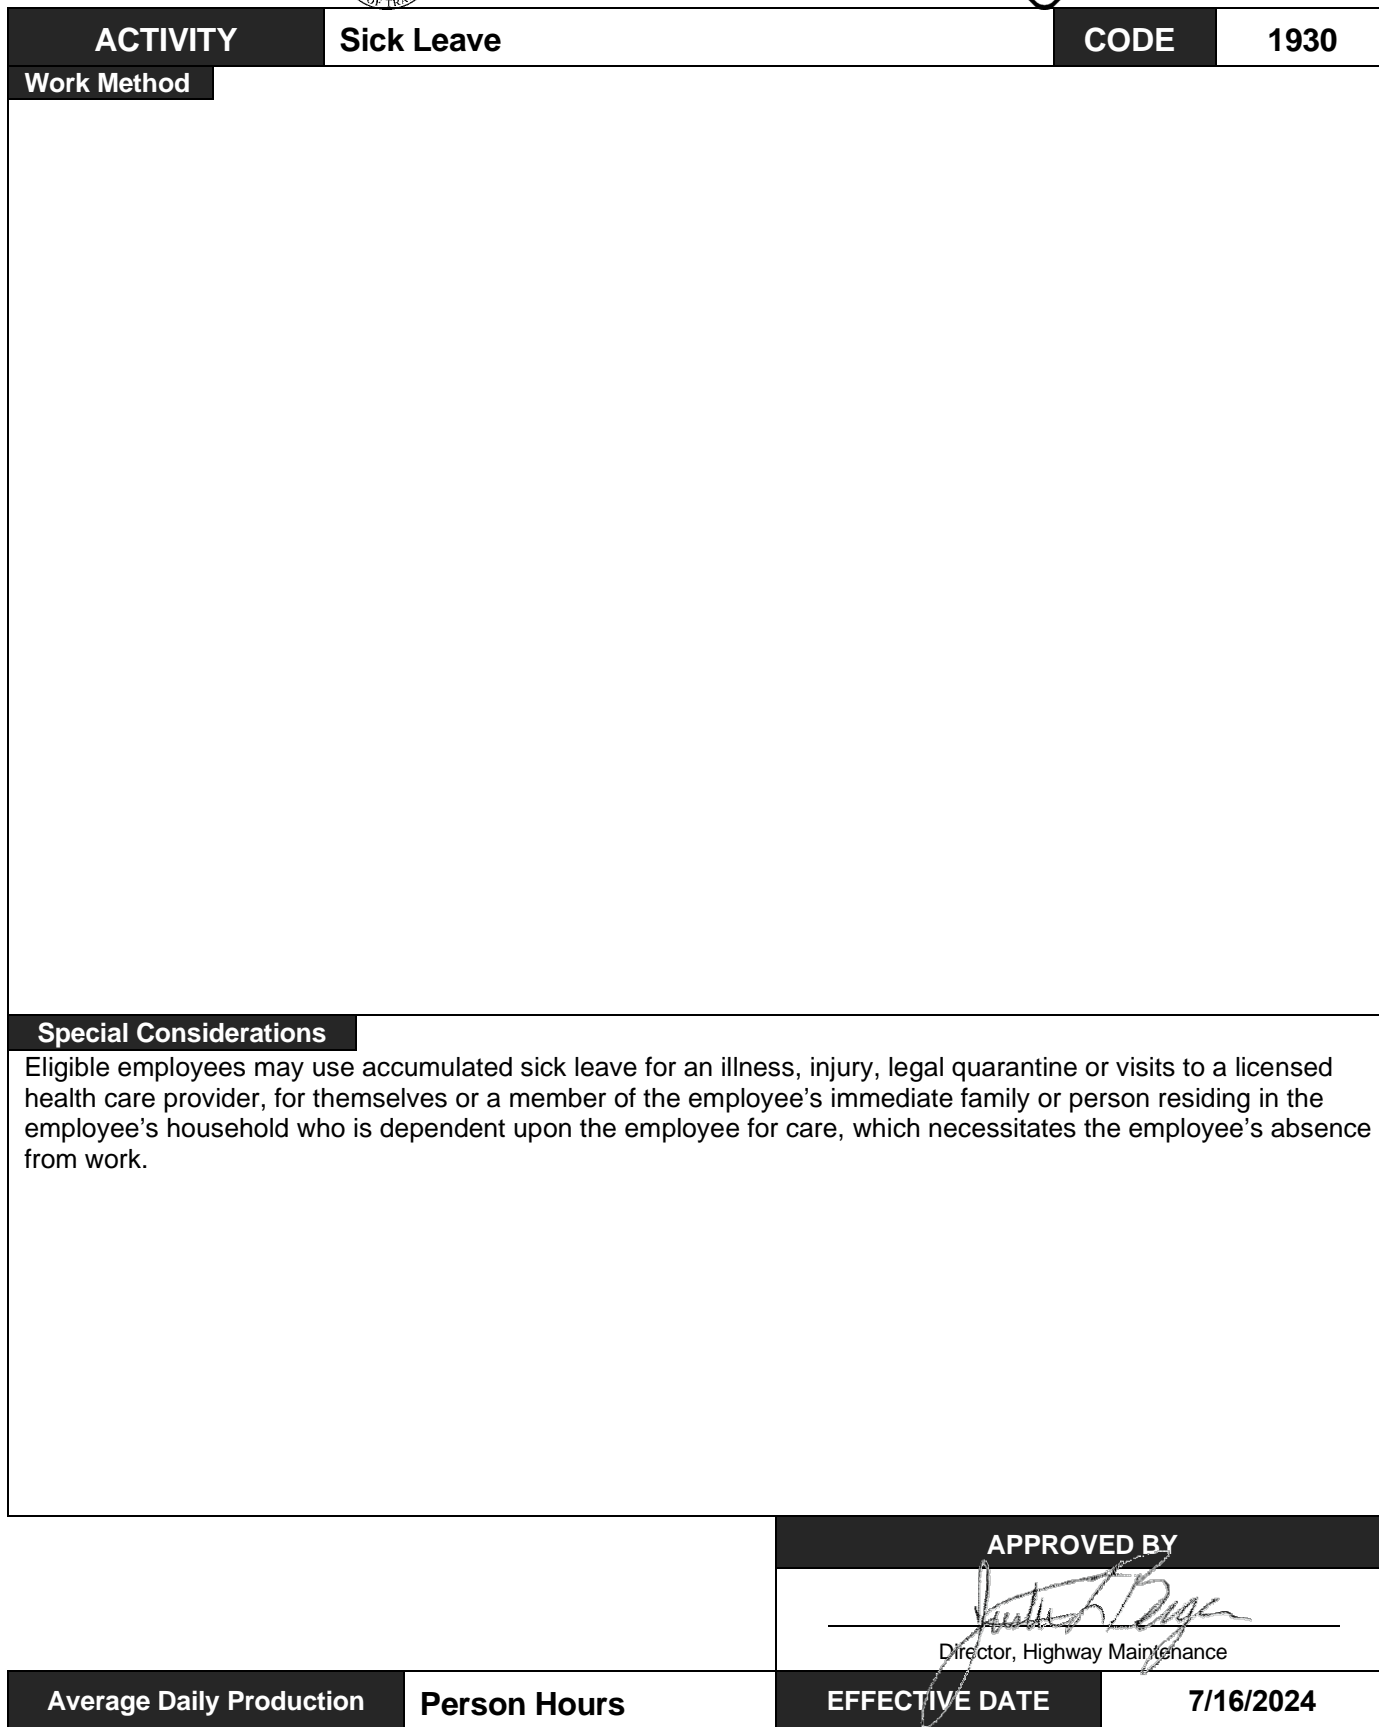 OF TRA
ACTIVITY Sick Leave CODE 1930
Work Method
Special Considerations
Eligible employees may use accumulated sick leave for an illness, injury, legal quarantine or visits to a licensed
health care provider, for themselves or a member of the employee’s immediate family or person residing in the
employee’s household who is dependent upon the employee for care, which necessitates the employee’s absence
from work.
APPROVED BY
Director, Highway Maintenance
Average Daily Production Person Hours EFFECTIVE DATE 7/16/2024